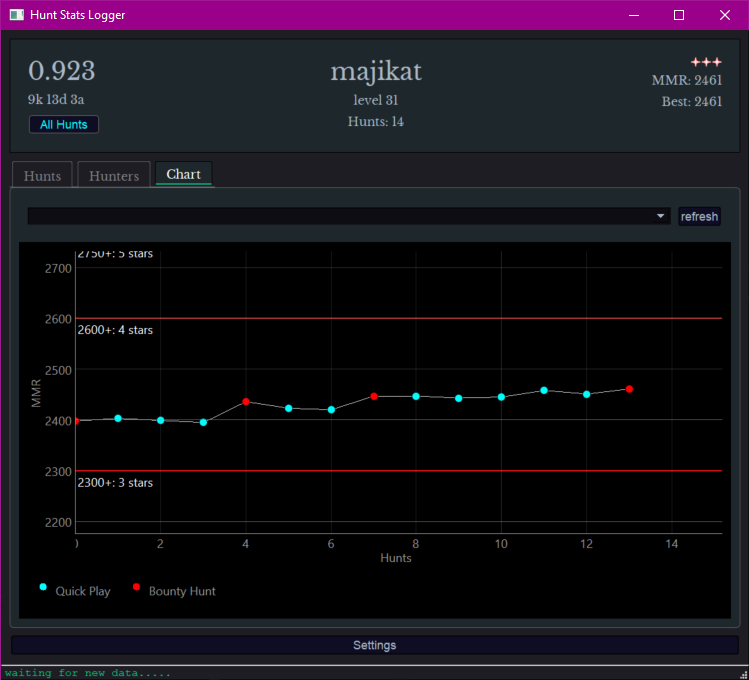 Hunt Stats Logger
0.923
9k 13d 3a
All Hunts
majikat
level 31
Hunts: 14
MMR: 2461
Best: 2461
Hunts
Hunters
Chart
refresh
2750+: 5 stars
2700
2600
2600+: 4 stars
2500
MMR
2400
2300
2300+: 3 stars
2200
0 2 4 6 8 10 12 14
Hunts
Quick Play
Bounty Hunt
Settings
waiting for new data.....